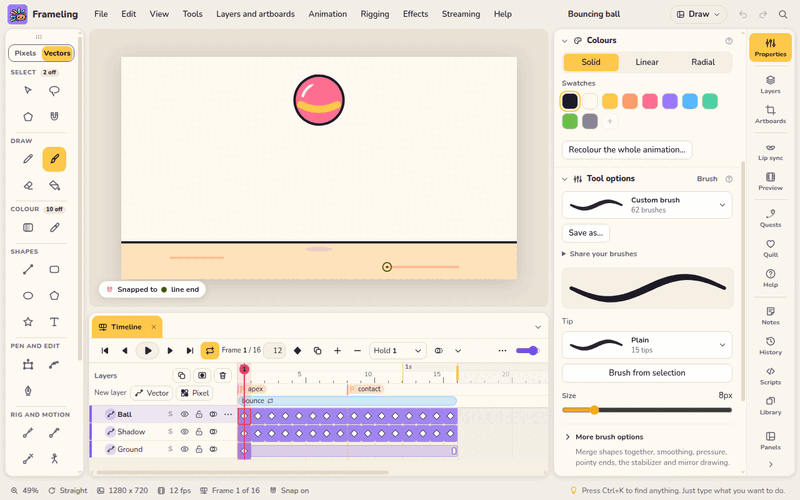 Frameling
File Edit View Tools Layers and artboards Animation Rigging Effects Streaming Help
Bouncing ball
Draw
Pixels Vectors
SELECT 2 off
DRAW
COLOUR 10 off
SHAPES
T
PEN AND EDIT
RIG AND MOTION
Snapped to line end
Timeline
Frame 1 / 16
12
Hold 1
Layers
New layer Vector Pixel
1 5 10 15 20
1s
apex contact
bounce
Ball S
Shadow S
Ground S
Colours
Solid Linear Radial
Swatches
Recolour the whole animation...
Tool options Brush
Custom brush
62 brushes
Save as...
Share your brushes
Tip
Plain
15 tips
Brush from selection
Size 8px
More brush options
Merge shapes together, smoothing, pressure,
pointy ends, the stabilizer and mirror drawing.
Properties
Layers
Artboards
Lip sync
Preview
Quests
Quill
Help
Notes
History
Scripts
Library
Panels
49% Straight 1280 x 720 12 fps Frame 1 of 16 Snap on
Press Ctrl+K to find anything. Just type what you want to do.